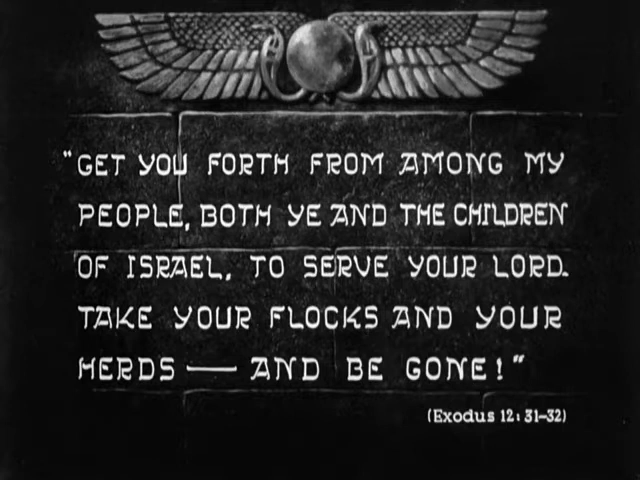 "GET YOU FORTH FROM AMONG MY
PEOPLE, BOTH YE AND THE CHILDREN
OF ISRAEL, TO SERVE YOUR LORD.
TAKE YOUR FLOCKS AND YOUR
HERDS — AND BE GONE!"
(Exodus 12:31-32)